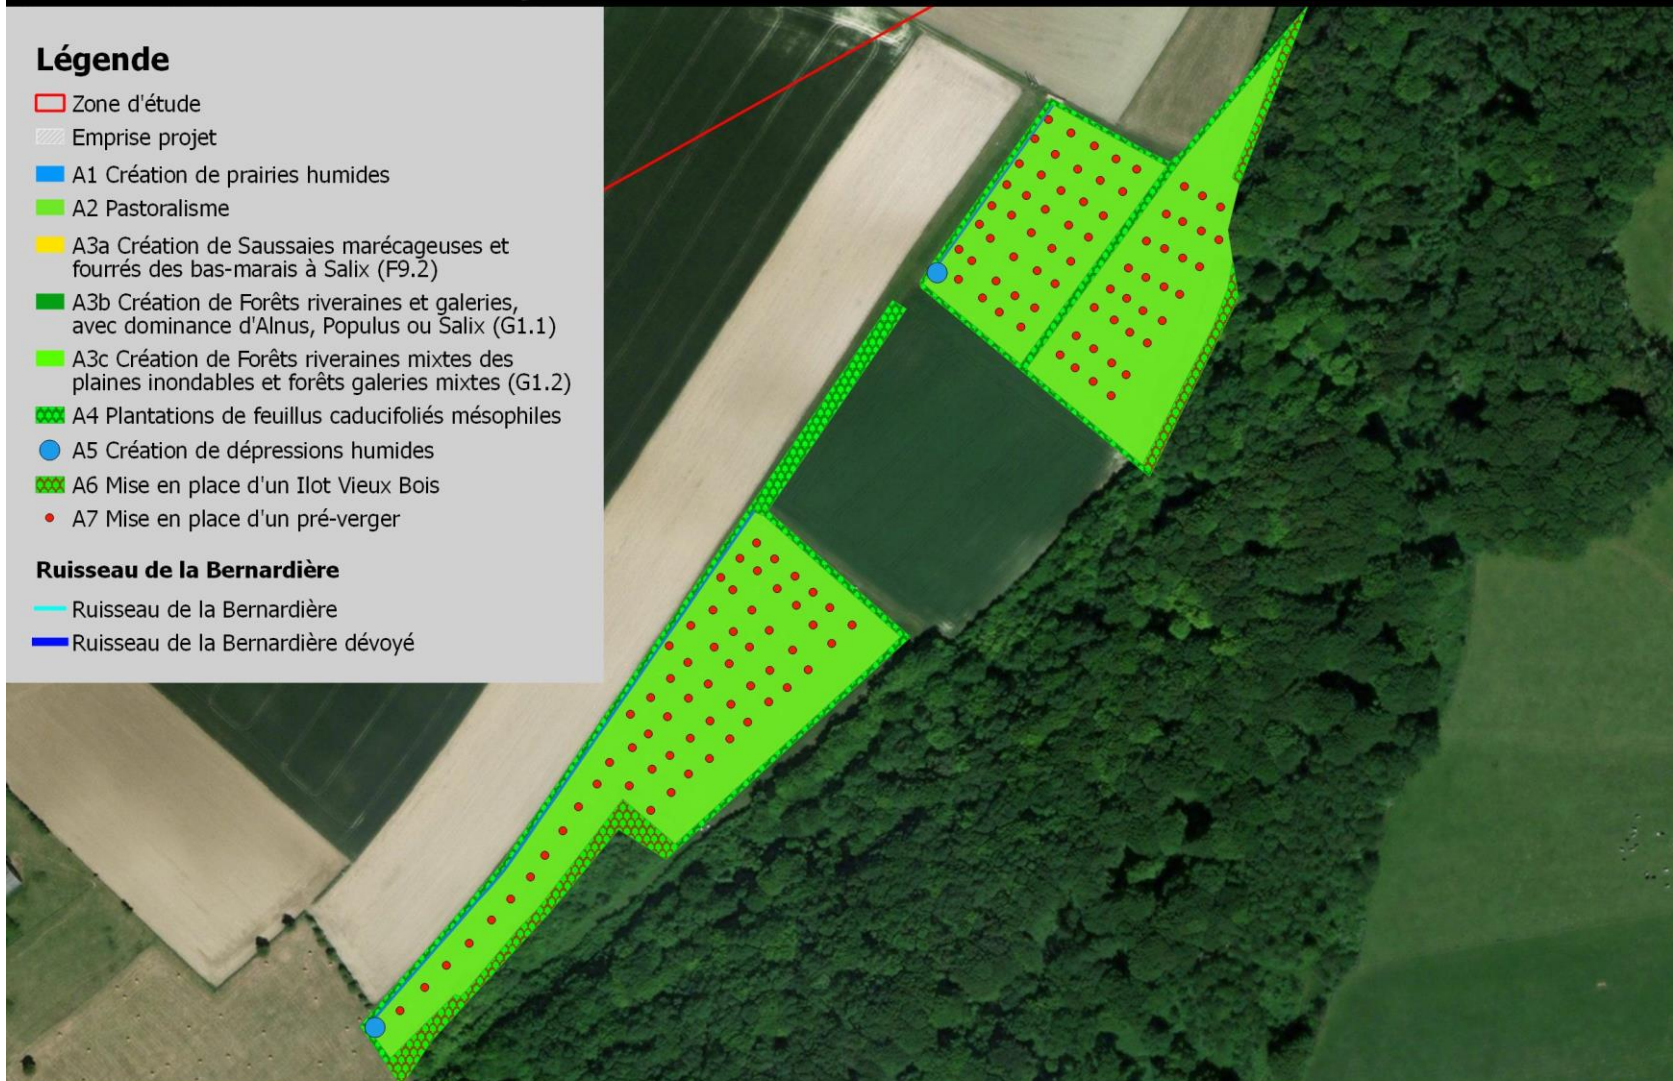 Légende
Zone d'étude
Emprise projet
A1 Création de prairies humides
A2 Pastoralisme
A3a Création de Saussaies marécageuses et
fourrés des bas-marais à Salix (F9.2)
A3b Création de Forêts riveraines et galeries,
avec dominance d'Alnus, Populus ou Salix (G1.1)
A3c Création de Forêts riveraines mixtes des
plaines inondables et forêts galeries mixtes (G1.2)
A4 Plantations de feuillus caducifoliés mésophiles
A5 Création de dépressions humides
A6 Mise en place d'un Ilot Vieux Bois
A7 Mise en place d'un pré-verger
Ruisseau de la Bernardière
Ruisseau de la Bernardière
Ruisseau de la Bernardière dévoyé